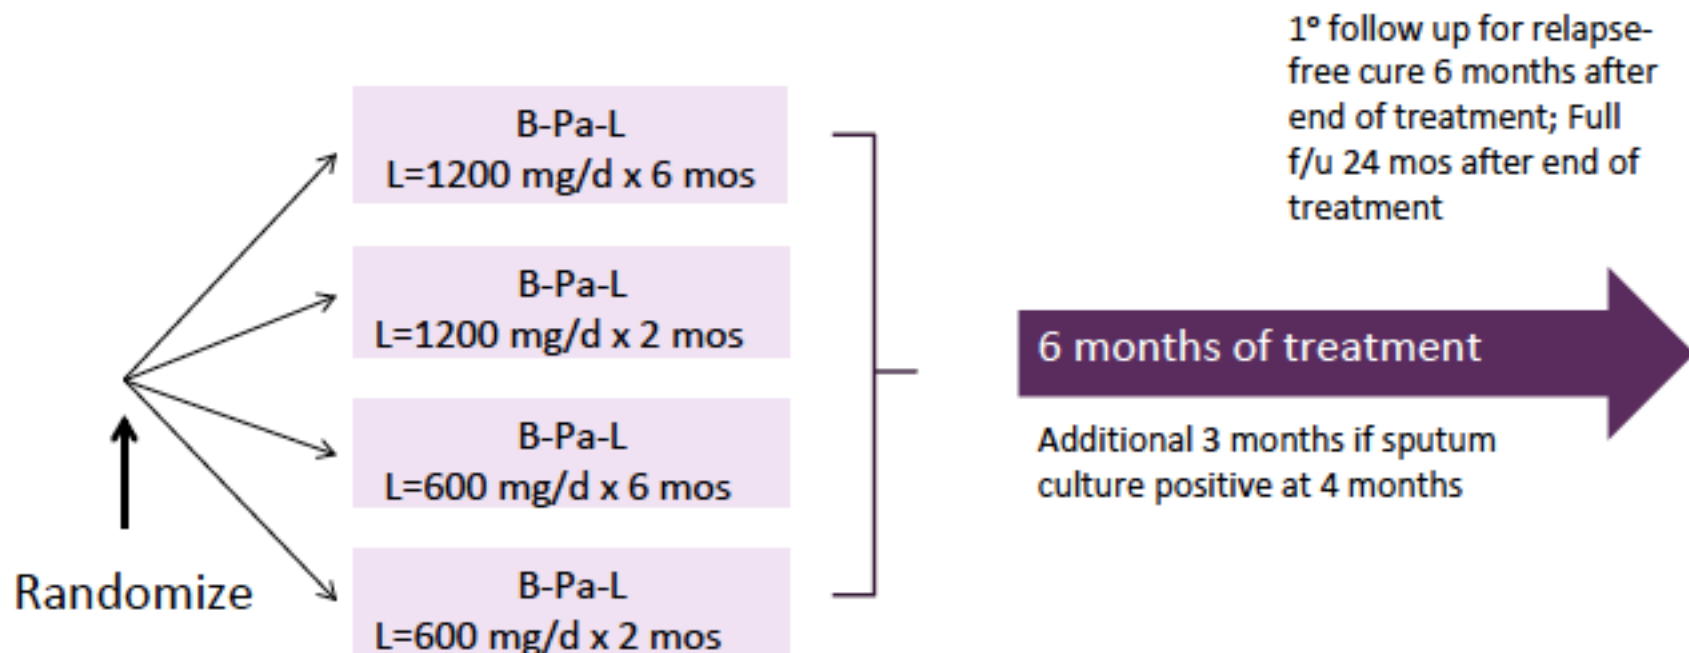 Randomize
B-Pa-L
L=1200 mg/d x 6 mos
B-Pa-L
L=1200 mg/d x 2 mos
B-Pa-L
L=600 mg/d x 6 mos
B-Pa-L
L=600 mg/d x 2 mos
1° follow up for relapse-
free cure 6 months after
end of treatment; Full
f/u 24 mos after end of
treatment
6 months of treatment
Additional 3 months if sputum
culture positive at 4 months